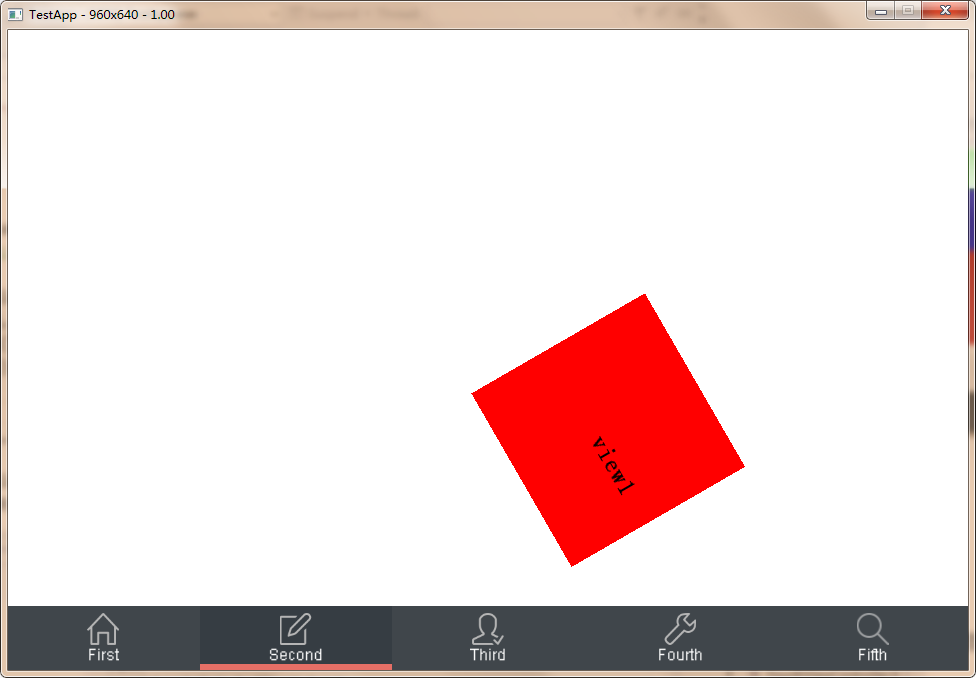 TestApp - 960x640 - 1.00
view1
First
Second
Third
Fourth
Fifth